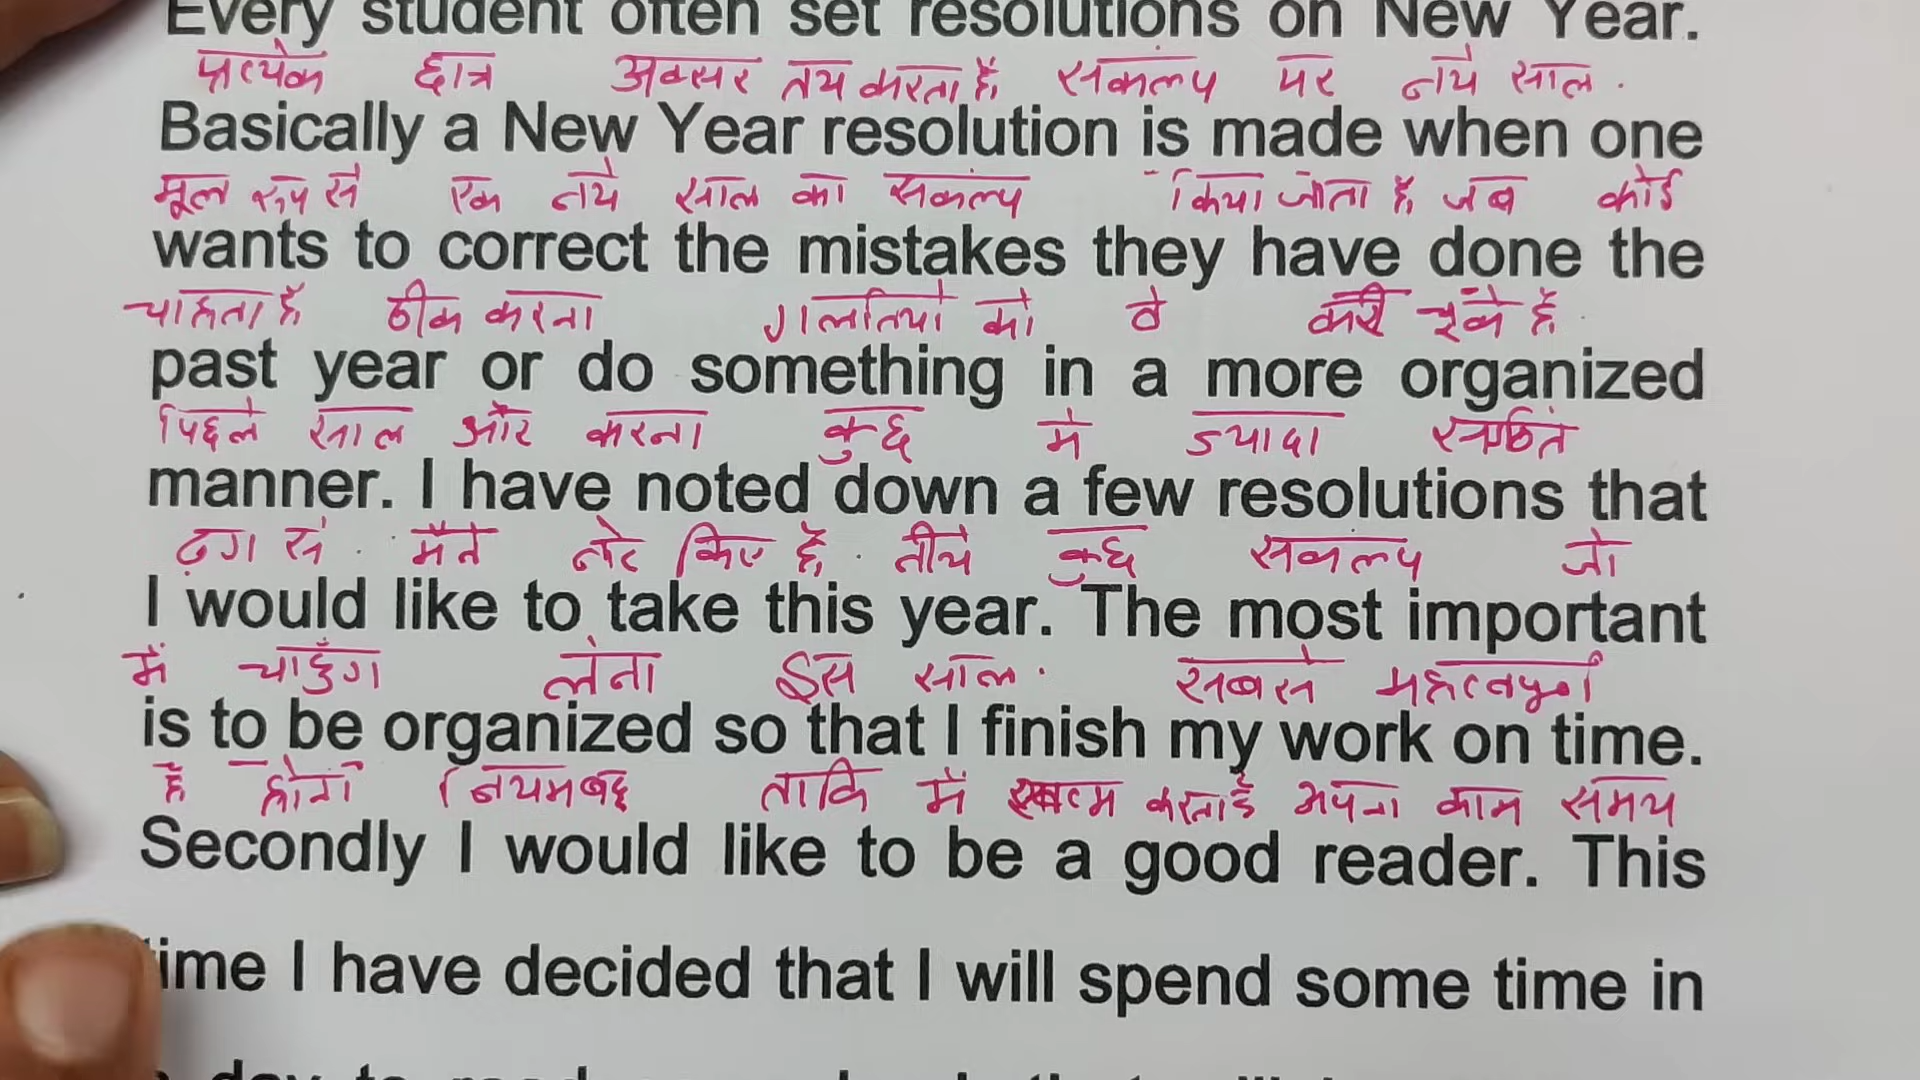 Every student often set resolutions on New Year.
प्रत्येक छात्र अक्सर तय करता है, संकल्प पर नये साल .
Basically a New Year resolution is made when one
मूल रूप से एक नये साल का संकल्प किया जाता है, जब कोई
wants to correct the mistakes they have done the
चाहता है ठीक करना गलतियों को वे कर चुके हैं
past year or do something in a more organized
पिछले साल और करना कुछ में ज्यादा संगठित
manner. I have noted down a few resolutions that
ढ़ग से . मैंने नोट किए है, . नीचे कुछ संकल्प जो
I would like to take this year. The most important
में चाहुँगा लेना इस साल . सबसे महत्वपूर्ण
is to be organized so that I finish my work on time.
है होना नियमबद्ध ताकि में खत्म करता हूँ अपना काम समय
Secondly I would like to be a good reader. This
time I have decided that I will spend some time in
day to read